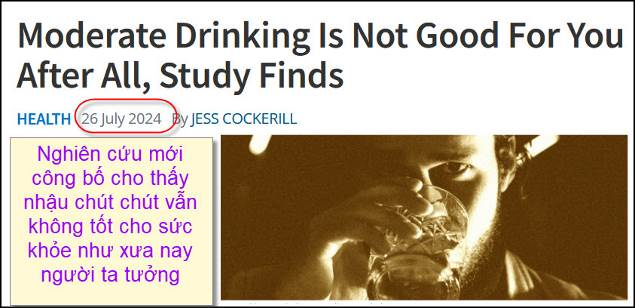 Moderate Drinking Is Not Good For You
After All, Study Finds
HEALTH 26 July 2024 By JESS COCKERILL
Nghiên cứu mới
công bố cho thấy
nhậu chút chút vẫn
không tốt cho sức
khỏe như xưa nay
người ta tưởng